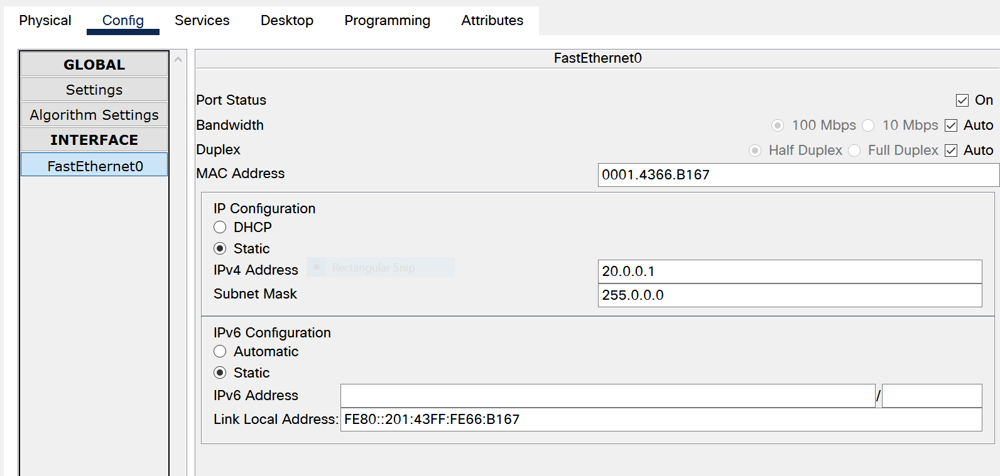 Physical Config Services Desktop Programming Attributes
GLOBAL
Settings
Algorithm Settings
INTERFACE
FastEthernet0
FastEthernet0
Port Status On
Bandwidth 100 Mbps 10 Mbps Auto
Duplex Half Duplex Full Duplex Auto
MAC Address 0001.4366.B167
IP Configuration
DHCP
Static
Rectangular Snip
IPv4 Address 20.0.0.1
Subnet Mask 255.0.0.0
IPv6 Configuration
Automatic
Static
IPv6 Address /
Link Local Address: FE80::201:43FF:FE66:B167